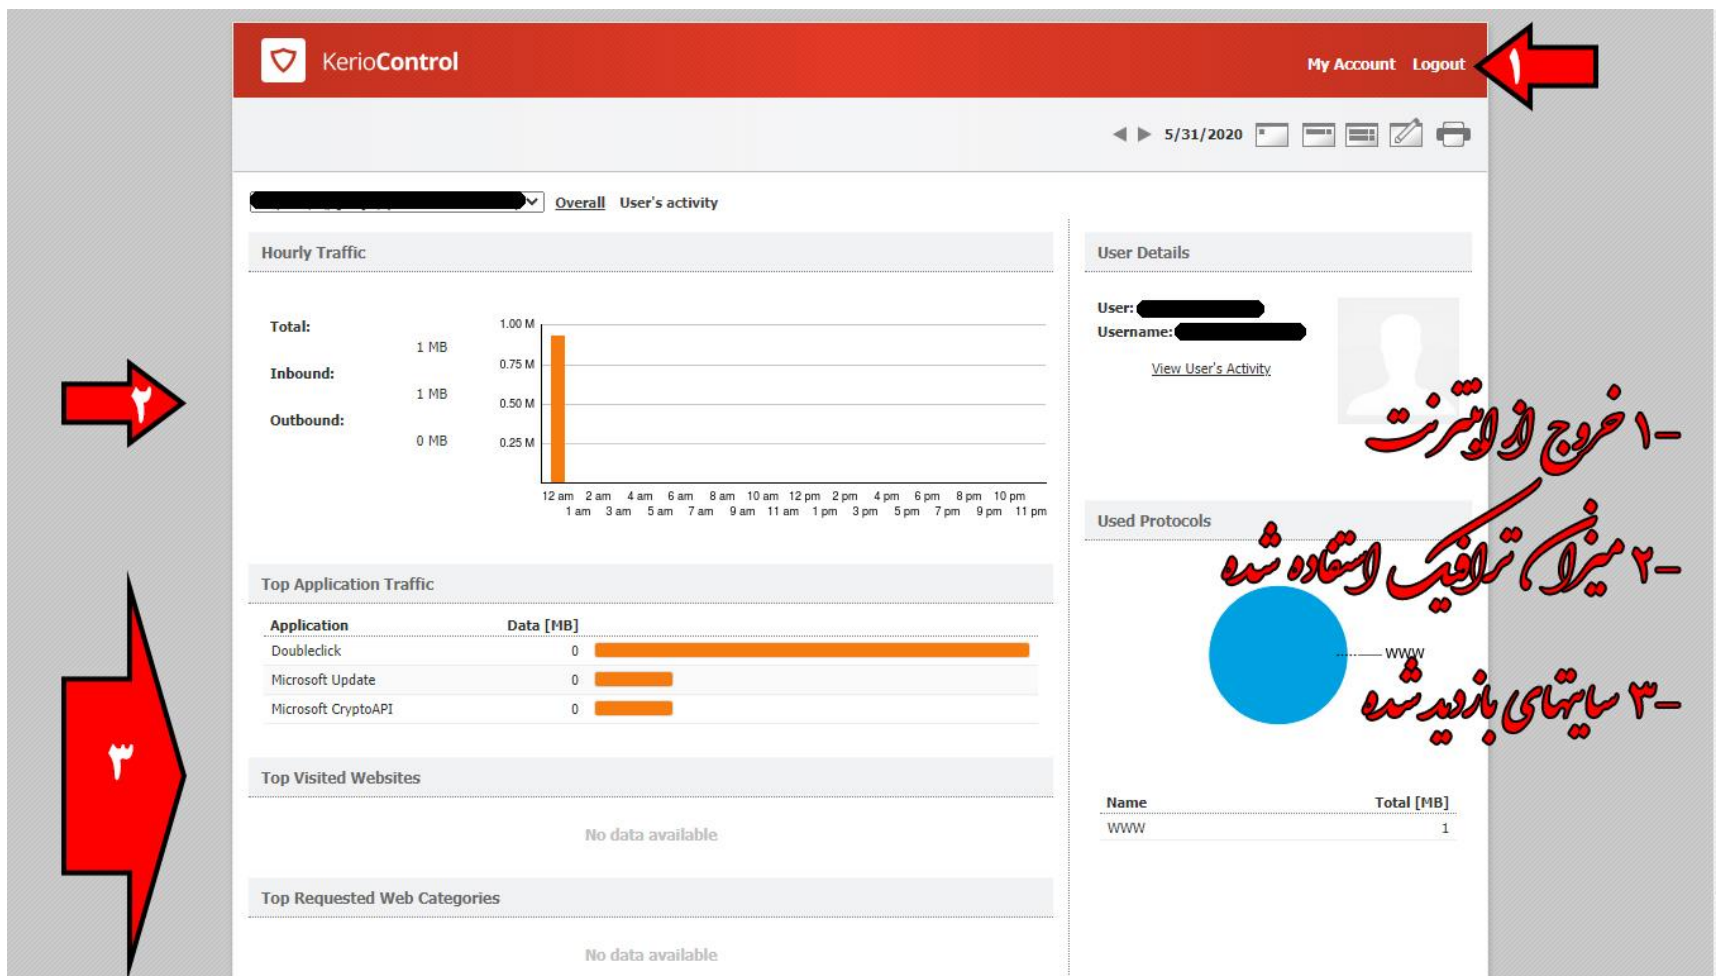 KerioControl
My Account Logout
۱
5/31/2020
Overall User's activity
Hourly Traffic
Total:
1 MB
Inbound:
1 MB
Outbound:
0 MB
1.00 M
0.75 M
0.50 M
0.25 M
12 am 2 am 4 am 6 am 8 am 10 am 12 pm 2 pm 4 pm 6 pm 8 pm 10 pm
1 am 3 am 5 am 7 am 9 am 11 am 1 pm 3 pm 5 pm 7 pm 9 pm 11 pm
۲
Top Application Traffic
Application Data [MB]
Doubleclick 0
Microsoft Update 0
Microsoft CryptoAPI 0
۳
Top Visited Websites
No data available
Top Requested Web Categories
No data available
User Details
User:
Username:
View User's Activity
۱- خروج از اینترنت
Used Protocols
۲- میزان ترافیک استفاده شده
WWW
۳- سایتهای بازدید شده
Name Total [MB]
WWW 1